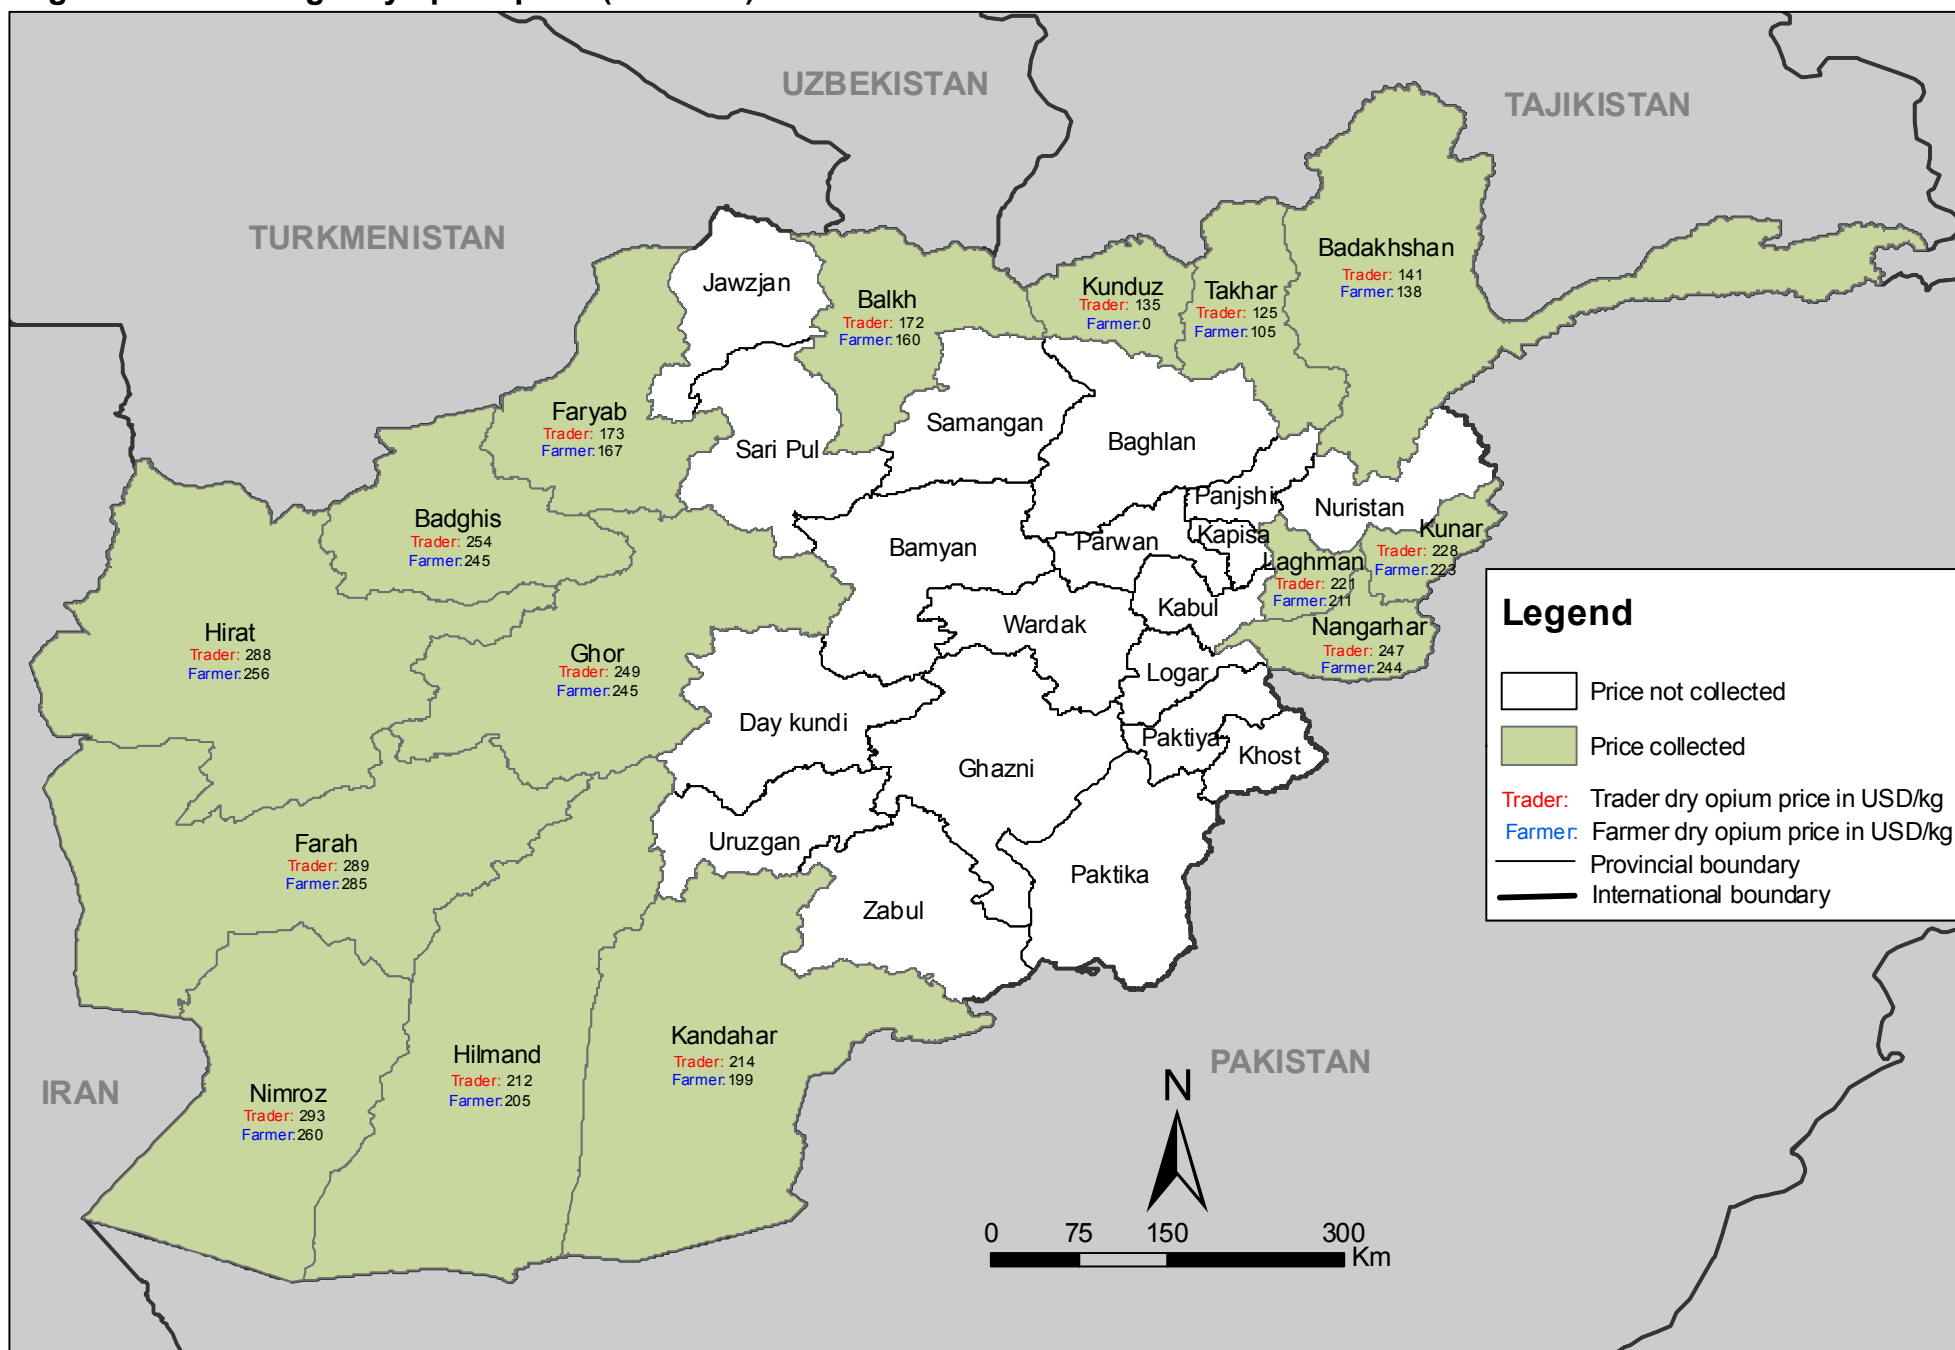 UZBEKISTAN
TAJIKISTAN
TURKMENISTAN
Badakhshan
Trader: 141
Farmer:138
Jawzjan
Balkh
Trader: 172
Farmer:160
Kunduz
Trader: 135
Farmer:0
Takhar
Trader: 125
Farmer:105
Faryab
Trader: 173
Farmer:167
Sari Pul
Samangan
Baghlan
Badghis
Trader: 254
Farmer:245
Bamyan
Panjshir
Nuristan
Parwan
Kapisa
Kunar
Trader: 228
Farmer:223
Laghman
Trader: 221
Farmer:211
Hirat
Trader: 288
Farmer:256
Ghor
Trader: 249
Farmer:245
Wardak
Kabul
Nangarhar
Trader: 247
Farmer:244
Logar
Day kundi
Paktiya
Khost
Ghazni
Farah
Trader: 289
Farmer:285
Uruzgan
Paktika
Zabul
Kandahar
Trader: 214
Farmer:199
Hilmand
Trader: 212
Farmer:205
Nimroz
Trader: 293
Farmer:260
IRAN
PAKISTAN
Legend
Price not collected
Price collected
Trader: Trader dry opium price in USD/kg
Farmer: Farmer dry opium price in USD/kg
Provincial boundary
International boundary
N
0 75 150 300
Km